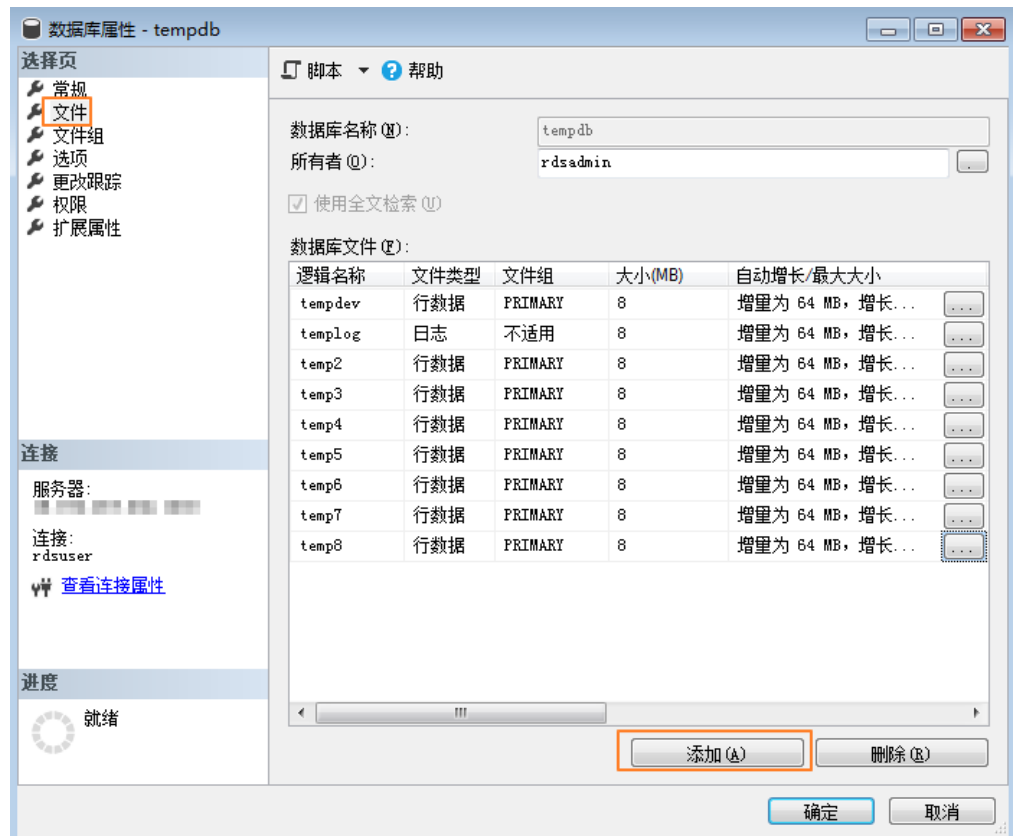 数据库属性 - tempdb
选择页
常规
文件
文件组
选项
更改跟踪
权限
扩展属性
连接
服务器:
连接:
rdsuser
查看连接属性
进度
就绪
脚本 帮助
数据库名称(N): tempdb
所有者(O): rdsadmin
使用全文检索(U)
数据库文件(F):
逻辑名称 文件类型 文件组 大小(MB) 自动增长/最大大小
tempdev 行数据 PRIMARY 8 增量为 64 MB，增长... ...
templog 日志 不适用 8 增量为 64 MB，增长... ...
temp2 行数据 PRIMARY 8 增量为 64 MB，增长... ...
temp3 行数据 PRIMARY 8 增量为 64 MB，增长... ...
temp4 行数据 PRIMARY 8 增量为 64 MB，增长... ...
temp5 行数据 PRIMARY 8 增量为 64 MB，增长... ...
temp6 行数据 PRIMARY 8 增量为 64 MB，增长... ...
temp7 行数据 PRIMARY 8 增量为 64 MB，增长... ...
temp8 行数据 PRIMARY 8 增量为 64 MB，增长... ...
添加(A) 删除(R)
确定 取消